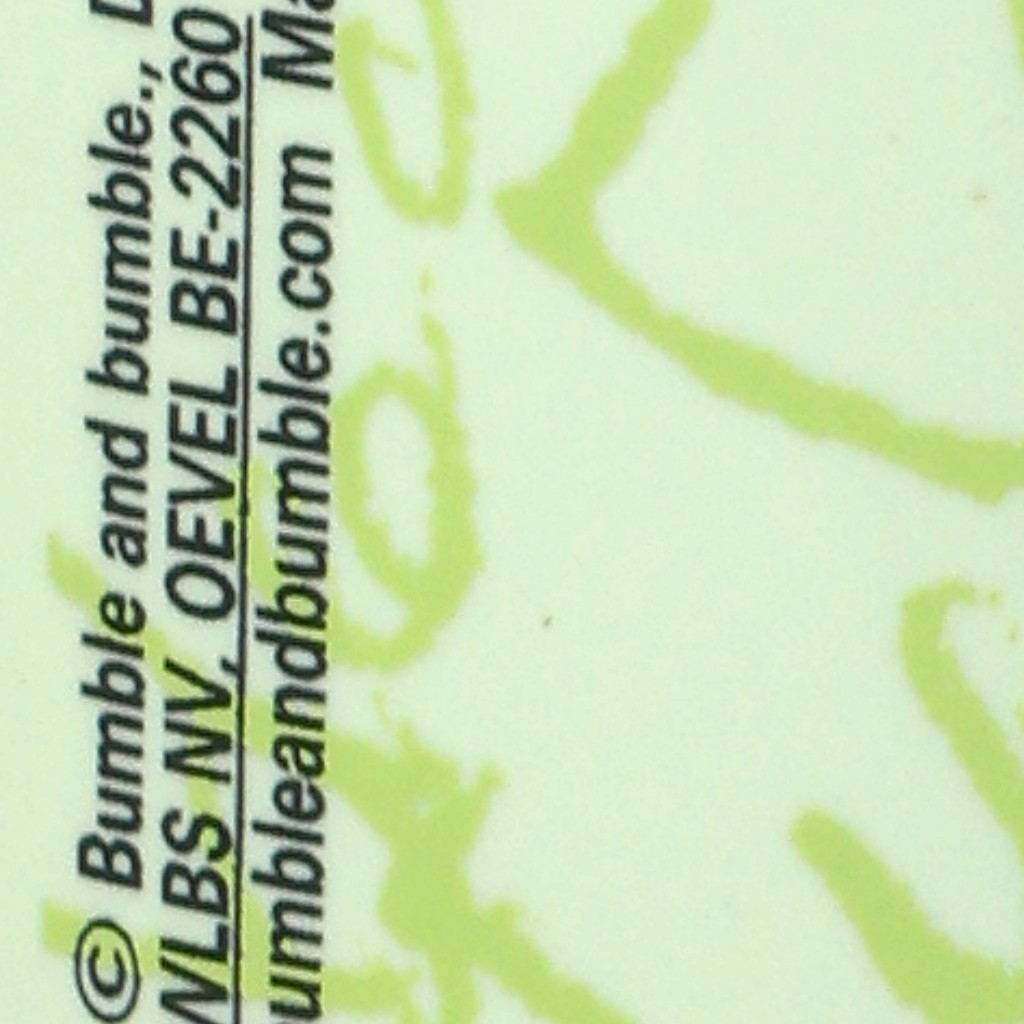 © Bumble and bumble.,
WLBS NV, OEVEL BE-2260
umbleandbumble.com